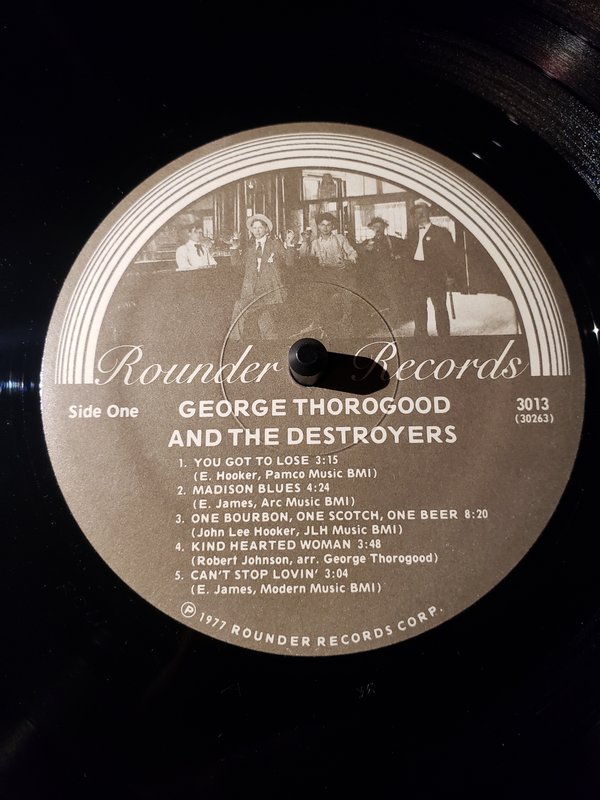 Rounder Records
Side One
GEORGE THOROGOOD
AND THE DESTROYERS
3013
(30263)
1. YOU GOT TO LOSE 3:15
(E. Hooker, Pamco Music BMI)
2. MADISON BLUES 4:24
(E. James, Arc Music BMI)
3. ONE BOURBON, ONE SCOTCH, ONE BEER 8:20
(John Lee Hooker, JLH Music BMI)
4. KIND HEARTED WOMAN 3:48
(Robert Johnson, arr. George Thorogood)
5. CAN'T STOP LOVIN' 3:04
(E. James, Modern Music BMI)
℗ 1977 ROUNDER RECORDS CORP.